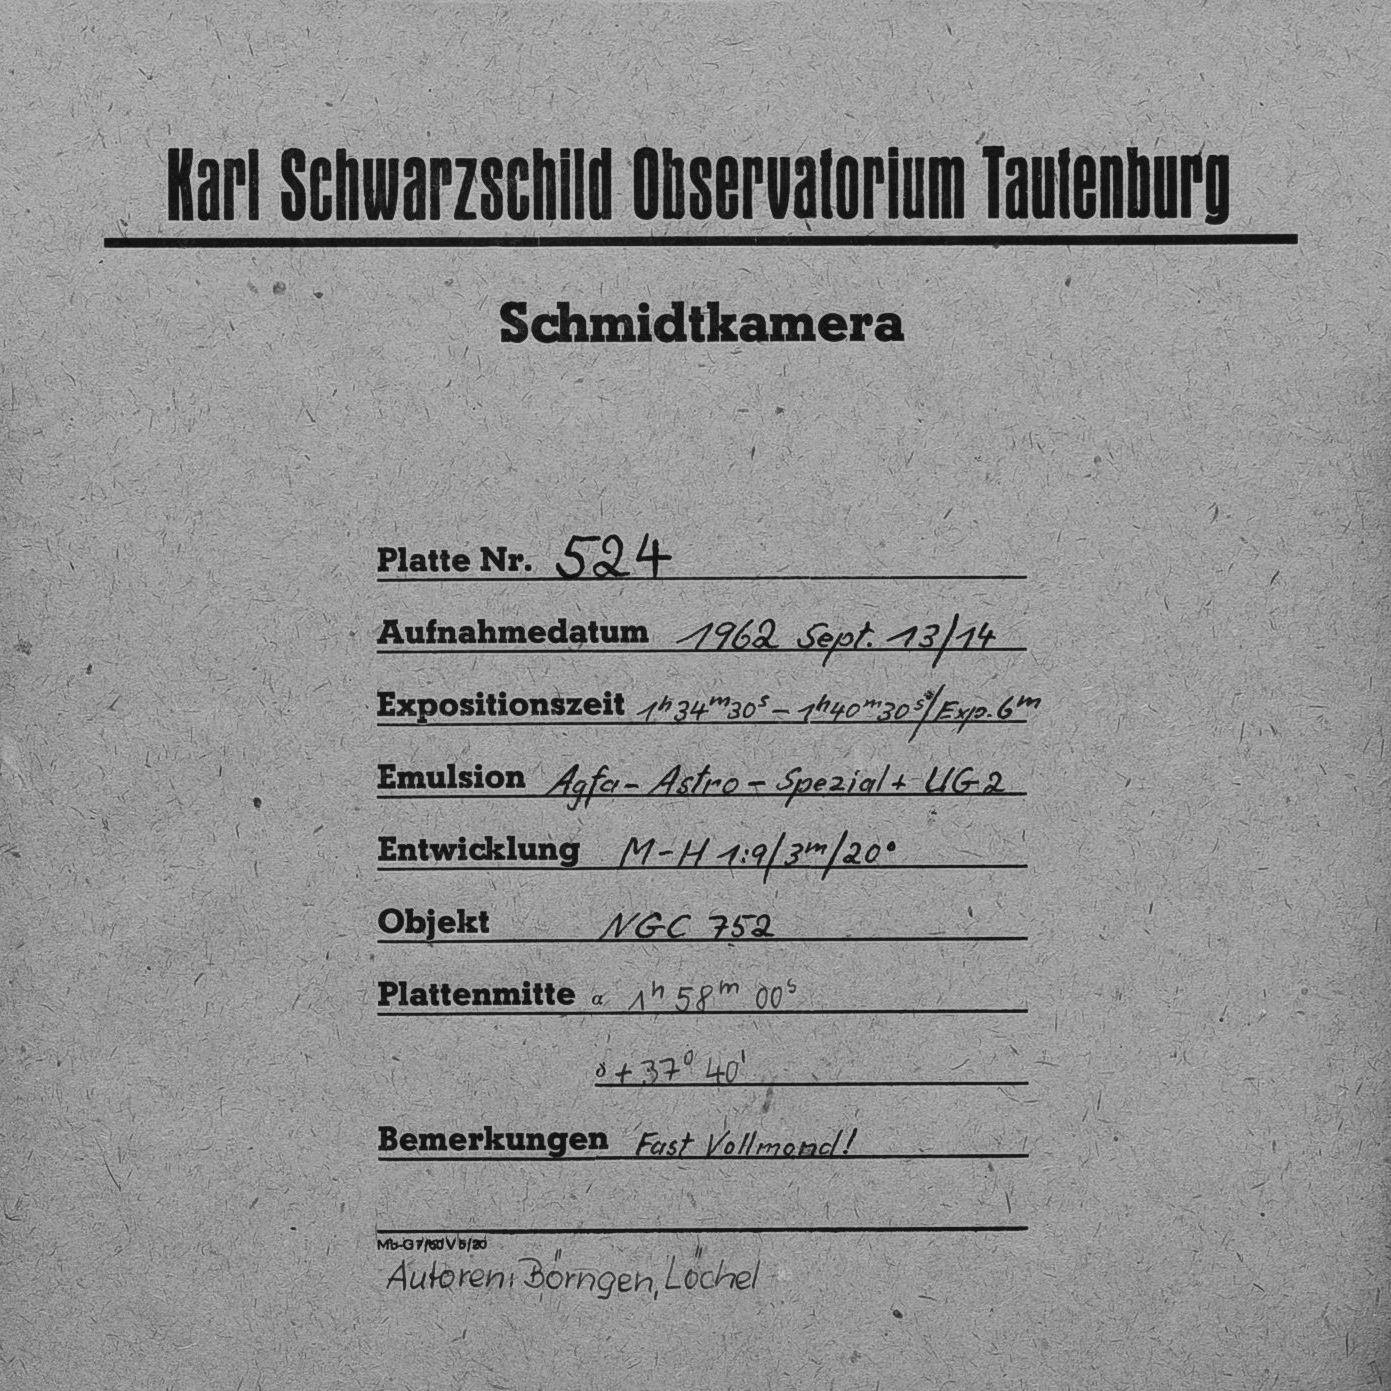 Karl Schwarzschild Observatorium Tautenburg
Schmidtkamera
Platte Nr. 524
Aufnahmedatum 1962 Sept. 13/14
Expositionszeit 1ʰ34ᵐ30ˢ – 1ʰ40ᵐ30ˢ/Exp. 6ᵐ
Emulsion Agfa-Astro-Spezial + UG 2
Entwicklung M-H 1:9/3ᵐ/20°
Objekt NGC 752
Plattenmitte α 1ʰ 58ᵐ 00ˢ
δ + 37° 40'
Bemerkungen Fast Vollmond!
Autoren: Börngen, Löchel